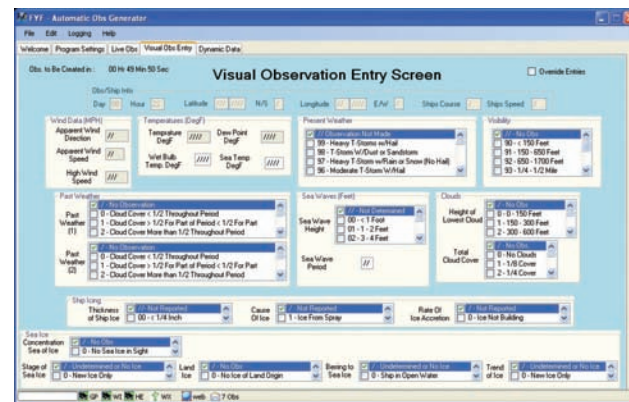 TFYF - Automatic Obs Generator
File Edit Logging Help
Welcome Program Settings Live Obs Visual Obs Entry Dynamic Data
Obs. to Be Created in : 00 Hr 49 Min 50 Sec
Visual Observation Entry Screen
Override Entries
Obs/Ship Info
Day Hour Latitude N/S Longitude E/W Ships Course Ships Speed
Wind Data (MPH)
Apparent Wind Direction //
Apparent Wind Speed //
High Wind Speed //
Temperatures (DegF)
Temperature DegF //// Dew Point DegF ////
Wet Bulb Temp. DegF //// Sea Temp DegF ////
Present Weather
// Observation Not Made
99 - Heavy T-Storms w/Hail
98 - T-Storm W/Dust or Sandstorm
97 - Heavy T-Storm w/Rain or Snow (No Hail)
96 - Moderate T-Storm W/Hail
Visibility
// - No Obs
90 - < 150 Feet
91 - 150 - 650 Feet
92 - 650 - 1700 Feet
93 - 1/4 - 1/2 Mile
Past Weather
Past Weather (1)
/ - No Observation
0 - Cloud Cover < 1/2 Throughout Period
1 - Cloud Cover > 1/2 For Part of Period < 1/2 For Part
2 - Cloud Cover More than 1/2 Throughout Period
Past Weather (2)
/ - No Observation
0 - Cloud Cover < 1/2 Throughout Period
1 - Cloud Cover > 1/2 For Part of Period < 1/2 For Part
2 - Cloud Cover More than 1/2 Throughout Period
Sea Waves (Feet)
Sea Wave Height
// - Not Determined
00 - < 1 Feet
01 - 1 - 2 Feet
02 - 3 - 4 Feet
Sea Wave Period //
Clouds
Height of Lowest Cloud
/ - No Obs
0 - 0 - 150 Feet
1 - 150 - 300 Feet
2 - 300 - 600 Feet
Total Cloud Cover
/ - No Obs
0 - No Clouds
1 - 1/8 Cover
2 - 1/4 Cover
Ship Icing
Thickness of Ship Ice
// - Not Reported
00 - < 1/4 Inch
Cause Of Ice
/ - Not Reported
1 - Ice From Spray
Rate Of Ice Accretion
/ - Not Reported
0 - Ice Not Building
Sea Ice
Concentration Sea of Ice
/ - No Obs
0 - No Sea Ice in Sight
Stage of Sea Ice
/ - Undetermined or No Ice
0 - New Ice Only
Land Ice
/ - No Obs
0 - No Ice of Land Origin
Bering to Sea Ice
/ - Undetermined or No Ice
0 - Ship in Open Water
Trend of Ice
/ - Undetermined or No Ice
0 - New Ice Only
GP WI HE WX web 7 Obs